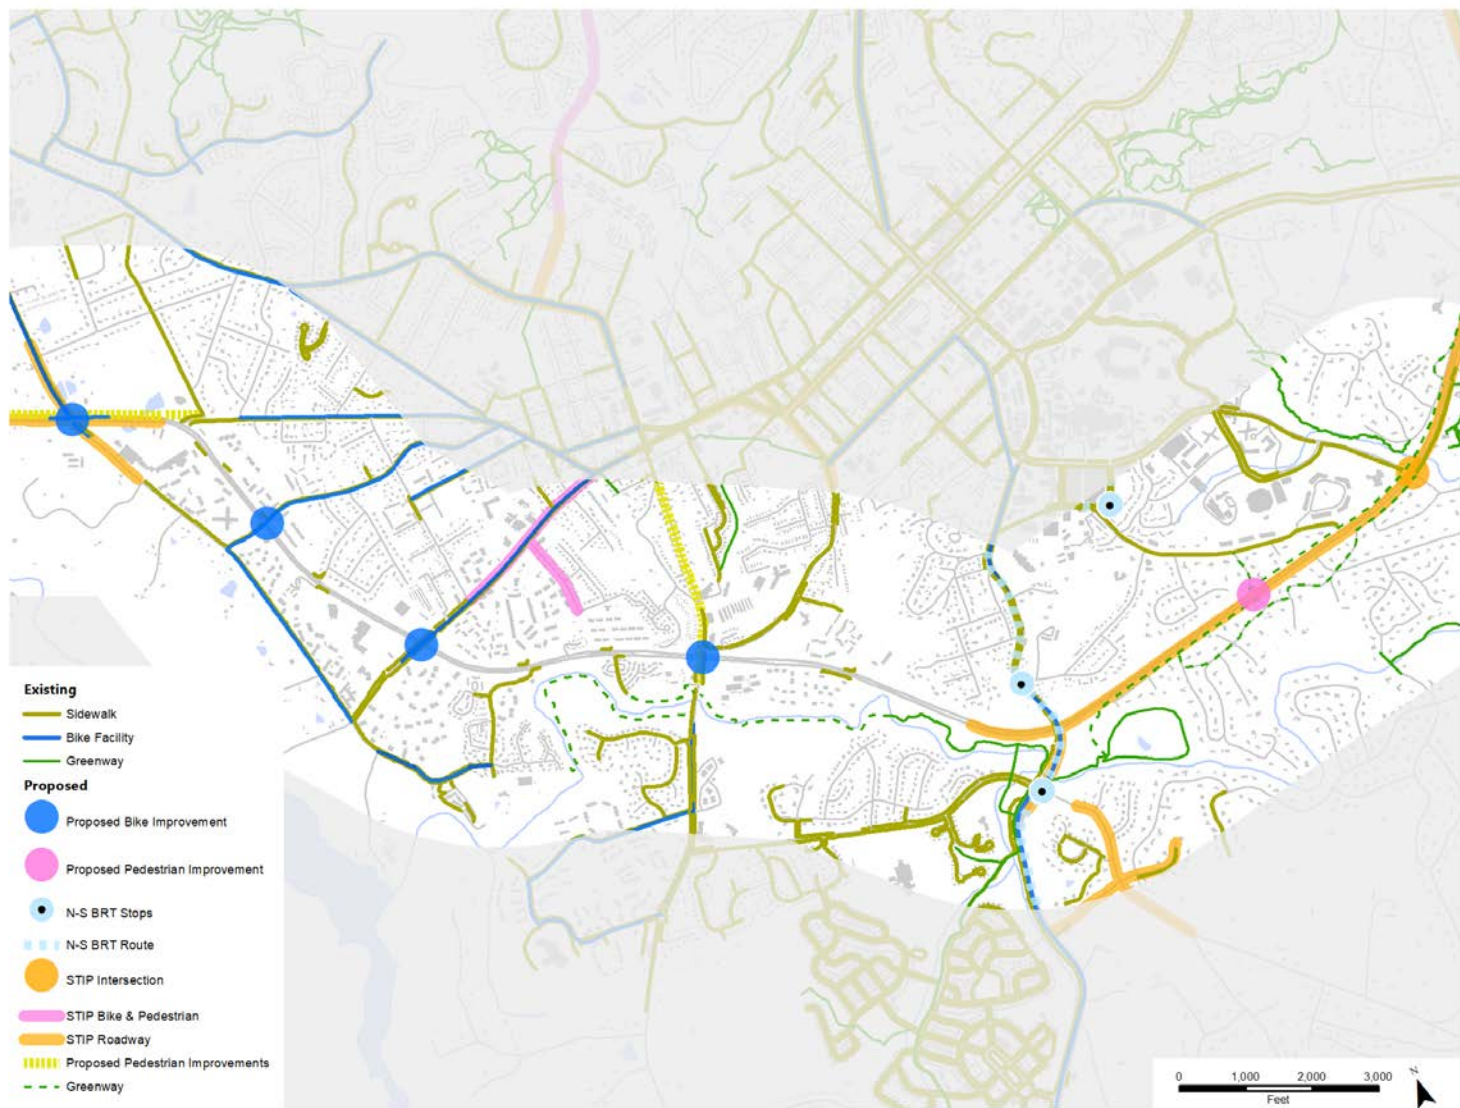 Existing
Sidewalk
Bike Facility
Greenway
Proposed
Proposed Bike Improvement
Proposed Pedestrian Improvement
N-S BRT Stops
N-S BRT Route
STIP Intersection
STIP Bike & Pedestrian
STIP Roadway
Proposed Pedestrian Improvements
Greenway
0 1,000 2,000 3,000
Feet
N